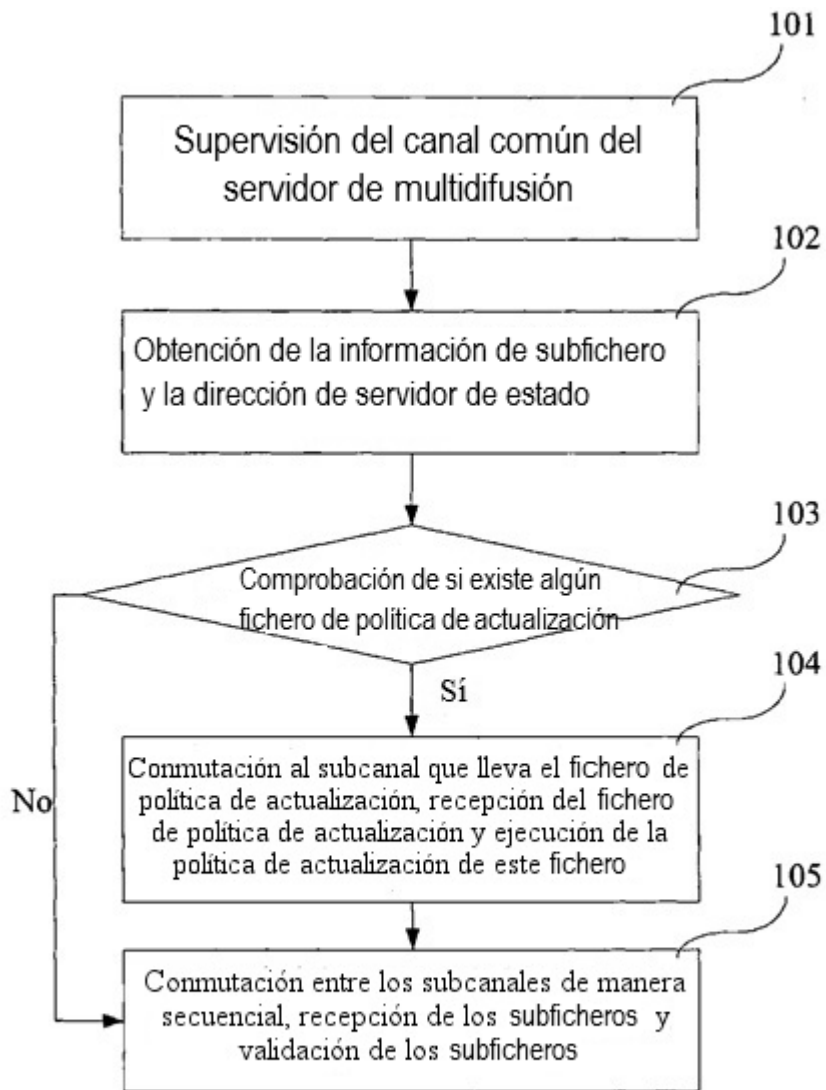 101
Supervisión del canal común del
servidor de multidifusión
102
Obtención de la información de subfichero
y la dirección de servidor de estado
103
Comprobación de si existe algún
fichero de política de actualización
Sí
104
Conmutación al subcanal que lleva el fichero de
política de actualización, recepción del fichero
de política de actualización y ejecución de la
política de actualización de este fichero
No
105
Conmutación entre los subcanales de manera
secuencial, recepción de los subficheros y
validación de los subficheros